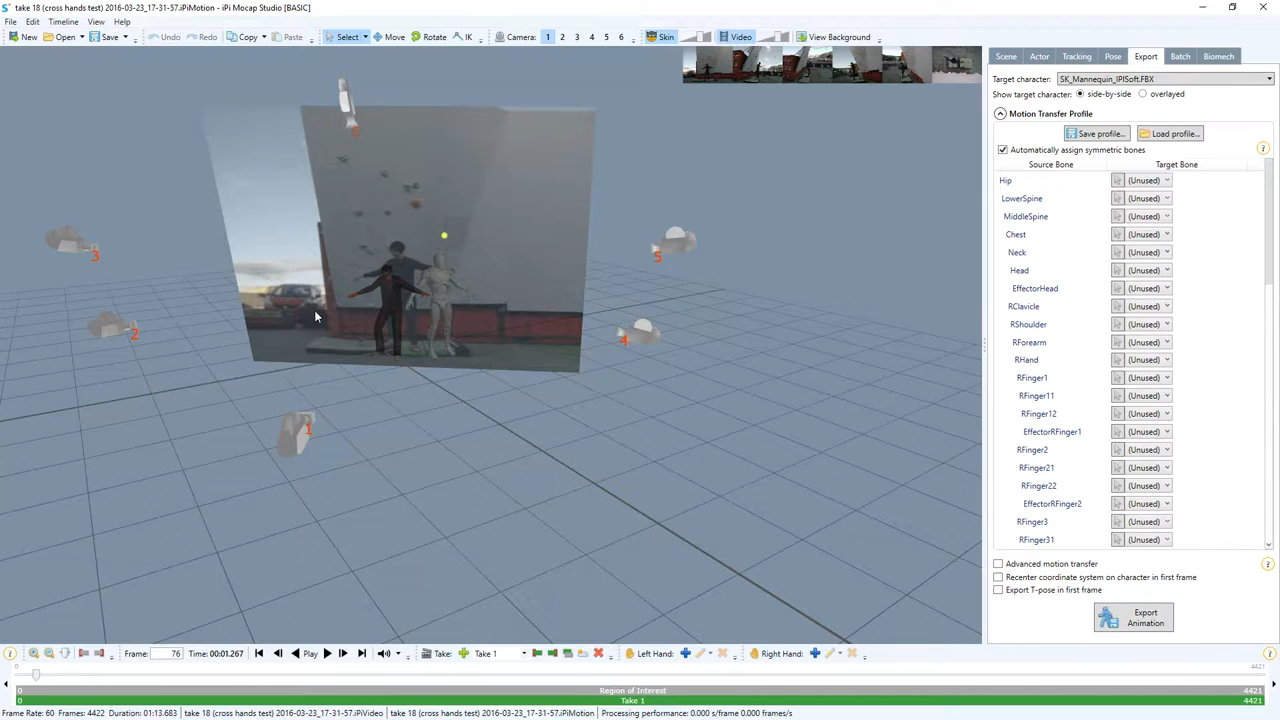 take 18 (cross hands test) 2016-03-23_17-31-57.iPiMotion - iPi Mocap Studio [BASIC]
File Edit Timeline View Help
New Open Save Undo Redo Copy Paste Select Move Rotate IK Camera: 1 2 3 4 5 6 Skin Video View Background
Scene Actor Tracking Pose Export Batch Biomech
Target character: SK_Mannequin_IPISoft.FBX
Show target character: side-by-side overlayed
Motion Transfer Profile
Save profile... Load profile...
Automatically assign symmetric bones ?
Source Bone Target Bone
Hip (Unused)
LowerSpine (Unused)
MiddleSpine (Unused)
Chest (Unused)
Neck (Unused)
Head (Unused)
EffectorHead (Unused)
RClavicle (Unused)
RShoulder (Unused)
RForearm (Unused)
RHand (Unused)
RFinger1 (Unused)
RFinger11 (Unused)
RFinger12 (Unused)
EffectorRFinger1 (Unused)
RFinger2 (Unused)
RFinger21 (Unused)
RFinger22 (Unused)
EffectorRFinger2 (Unused)
RFinger3 (Unused)
RFinger31 (Unused)
Advanced motion transfer ?
Recenter coordinate system on character in first frame
Export T-pose in first frame
Export Animation
6
3
5
2
4
1
? Frame: 76 Time: 00:01.267 Play Take: Take 1 Left Hand: Right Hand: ?
0 4421
0 Region of Interest 4421
0 Take 1 4421
Frame Rate: 60 Frames: 4422 Duration: 01:13.683 take 18 (cross hands test) 2016-03-23_17-31-57.iPiVideo take 18 (cross hands test) 2016-03-23_17-31-57.iPiMotion Processing performance: 0.000 s/frame 0.000 frames/s